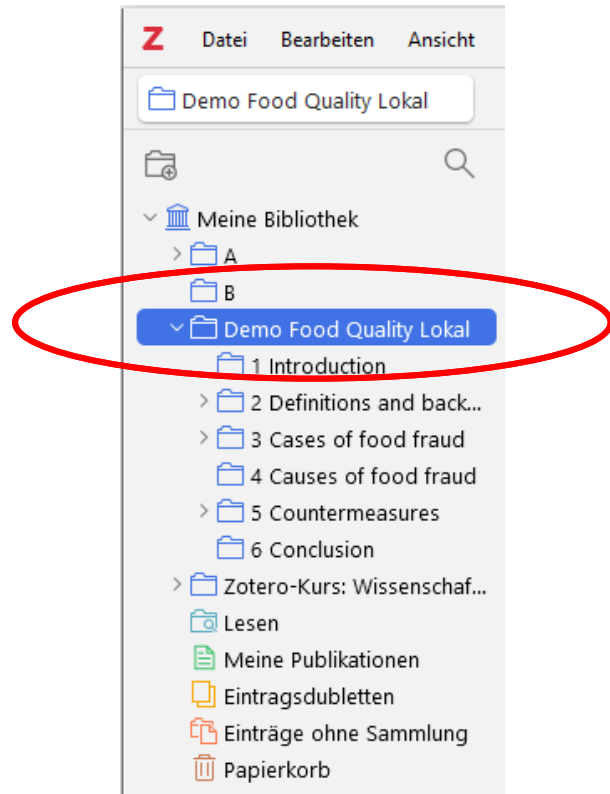 Z Datei Bearbeiten Ansicht
Demo Food Quality Lokal
Meine Bibliothek
A
B
Demo Food Quality Lokal
1 Introduction
2 Definitions and back...
3 Cases of food fraud
4 Causes of food fraud
5 Countermeasures
6 Conclusion
Zotero-Kurs: Wissenschaf...
Lesen
Meine Publikationen
Eintragsdubletten
Einträge ohne Sammlung
Papierkorb